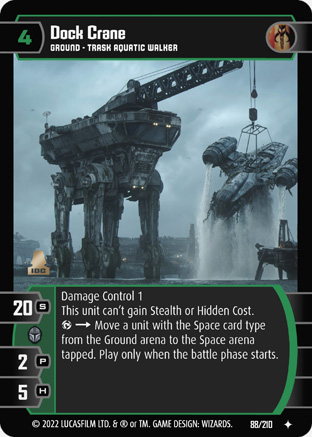 4
Dock Crane
GROUND - TRASK AQUATIC WALKER
100
20 S
Damage Control 1
This unit can't gain Stealth or Hidden Cost.
→ Move a unit with the Space card type
from the Ground arena to the Space arena
tapped. Play only when the battle phase starts.
2 P
5 H
© 2022 LUCASFILM LTD. & ® or TM. GAME DESIGN: WIZARDS.
88/210